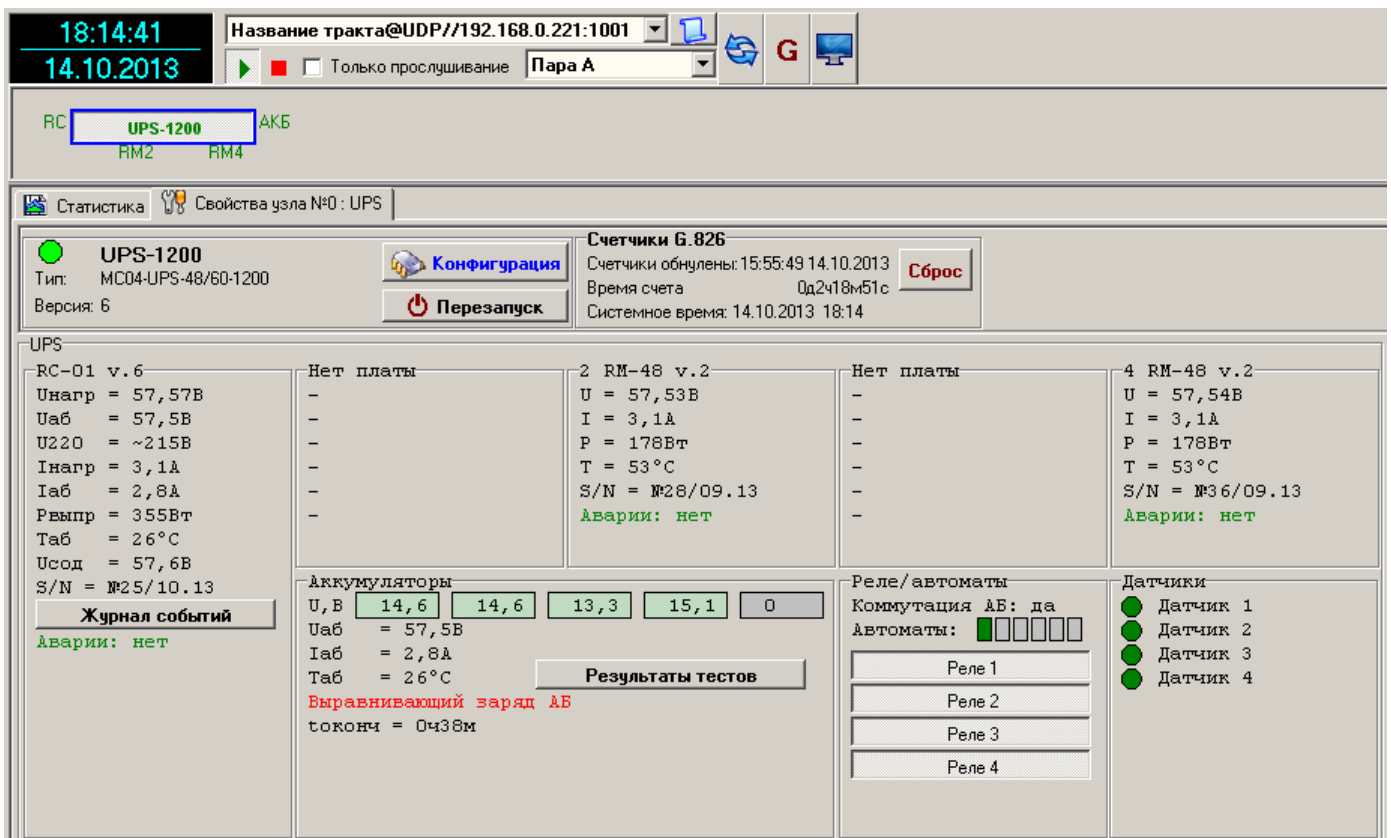 18:14:41
14.10.2013
Название тракта@UDP//192.168.0.221:1001
Только прослушивание
Пара А
G
RC
UPS-1200
АКБ
RM2
RM4
Статистика
Свойства узла №0 : UPS
UPS-1200
Тип: MC04-UPS-48/60-1200
Версия: 6
Конфигурация
Перезапуск
Счетчики G.826
Счетчики обнулены: 15:55:49 14.10.2013
Время счета 0д2ч18м51с
Системное время: 14.10.2013 18:14
Сброс
UPS
RC-01 v.6
Uнагр = 57,57В
Uаб = 57,5В
U220 = ~215В
Iнагр = 3,1А
Iаб = 2,8А
Pвыпр = 355Вт
Tаб = 26°C
Uсод = 57,6В
S/N = №25/10.13
Журнал событий
Аварии: нет
Нет платы
-
-
-
-
-
-
2 RM-48 v.2
U = 57,53В
I = 3,1А
P = 178Вт
T = 53°C
S/N = №28/09.13
Аварии: нет
Нет платы
-
-
-
-
-
-
4 RM-48 v.2
U = 57,54В
I = 3,1А
P = 178Вт
T = 53°C
S/N = №36/09.13
Аварии: нет
Аккумуляторы
U,В 14,6 14,6 13,3 15,1 0
Uаб = 57,5В
Iаб = 2,8А
Tаб = 26°C
Результаты тестов
Выравнивающий заряд АБ
tоконч = 0ч38м
Реле/автоматы
Коммутация АБ: да
Автоматы:
Реле 1
Реле 2
Реле 3
Реле 4
Датчики
Датчик 1
Датчик 2
Датчик 3
Датчик 4